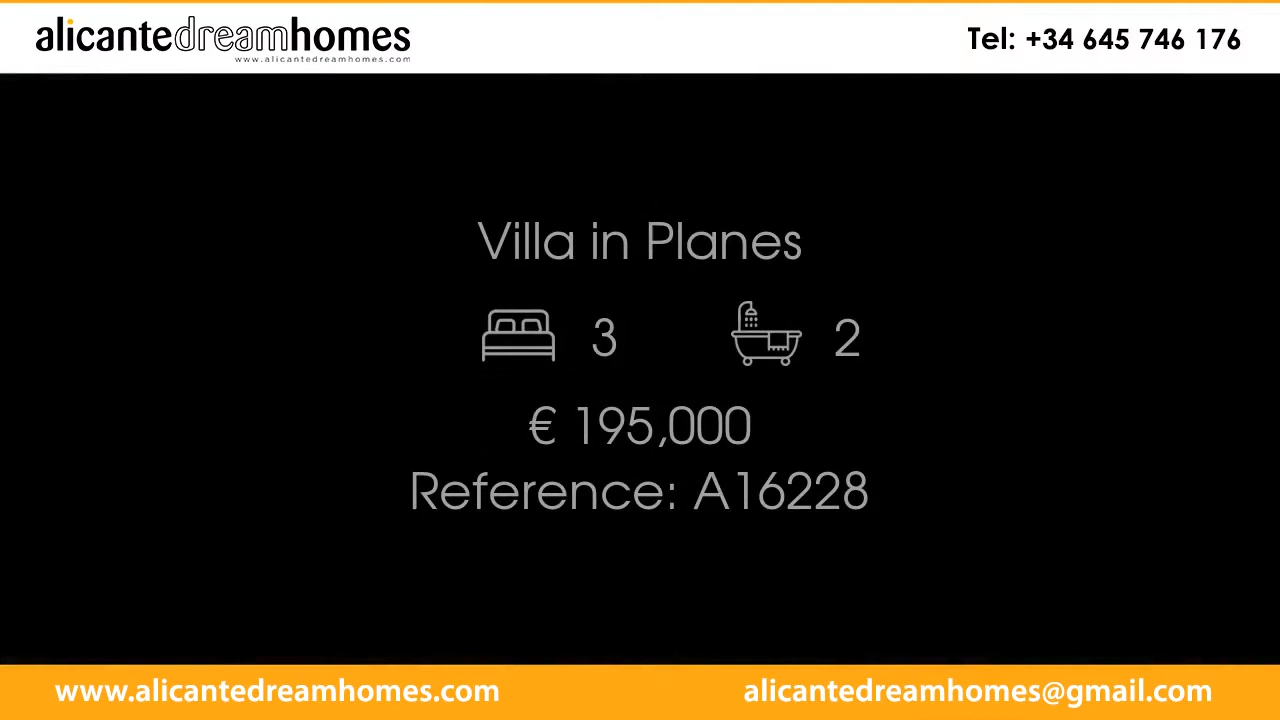 alicantedreamhomes
www.alicantedreamhomes.com
Tel: +34 645 746 176
Villa in Planes
3 2
€ 195,000
Reference: A16228
www.alicantedreamhomes.com
alicantedreamhomes@gmail.com